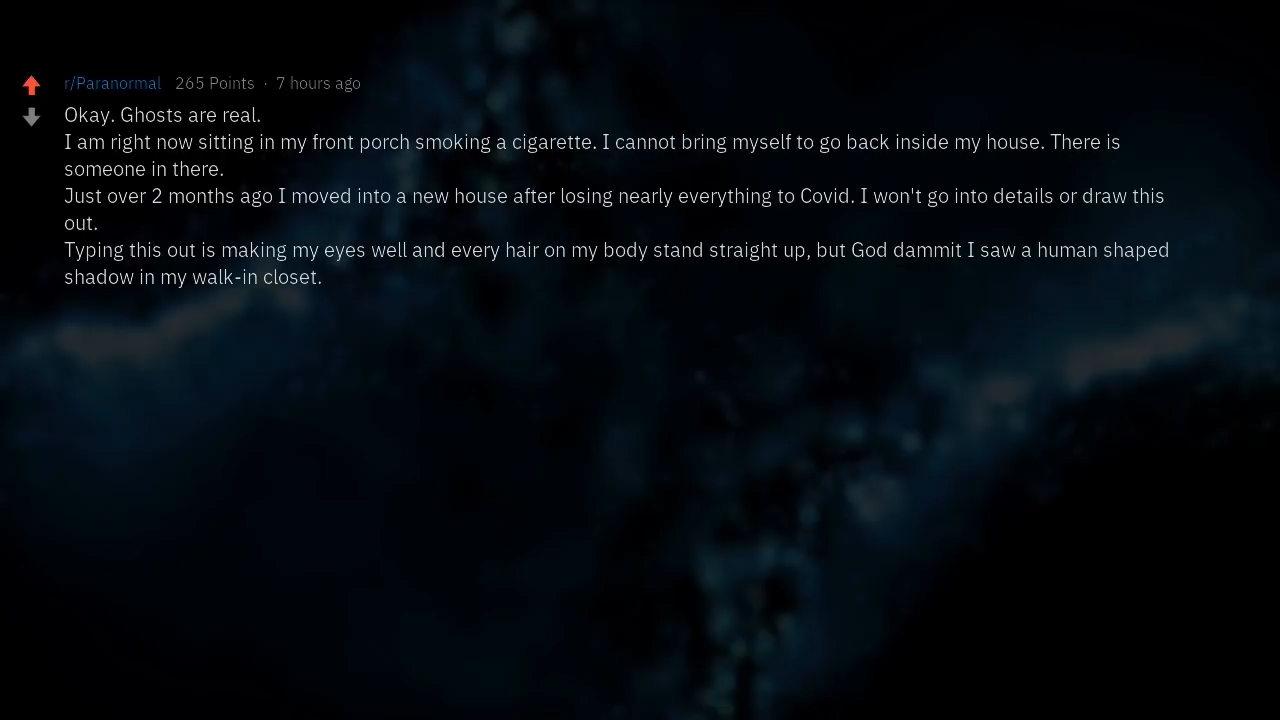 r/Paranormal 265 Points · 7 hours ago
Okay. Ghosts are real.
I am right now sitting in my front porch smoking a cigarette. I cannot bring myself to go back inside my house. There is
someone in there.
Just over 2 months ago I moved into a new house after losing nearly everything to Covid. I won't go into details or draw this
out.
Typing this out is making my eyes well and every hair on my body stand straight up, but God dammit I saw a human shaped
shadow in my walk-in closet.